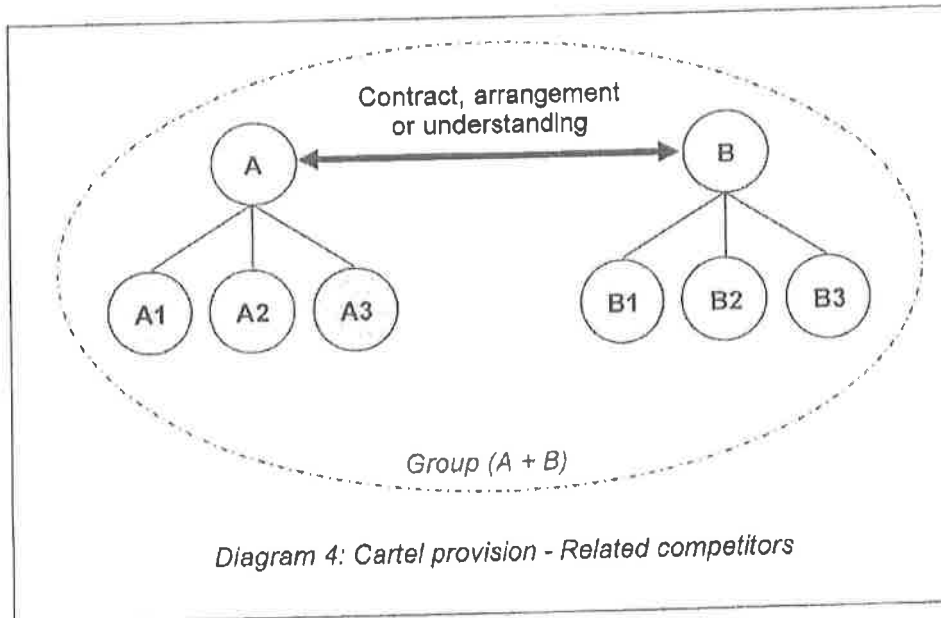 Contract, arrangement
or understanding
A
B
A1
A2
A3
B1
B2
B3
Group (A + B)
Diagram 4: Cartel provision - Related competitors